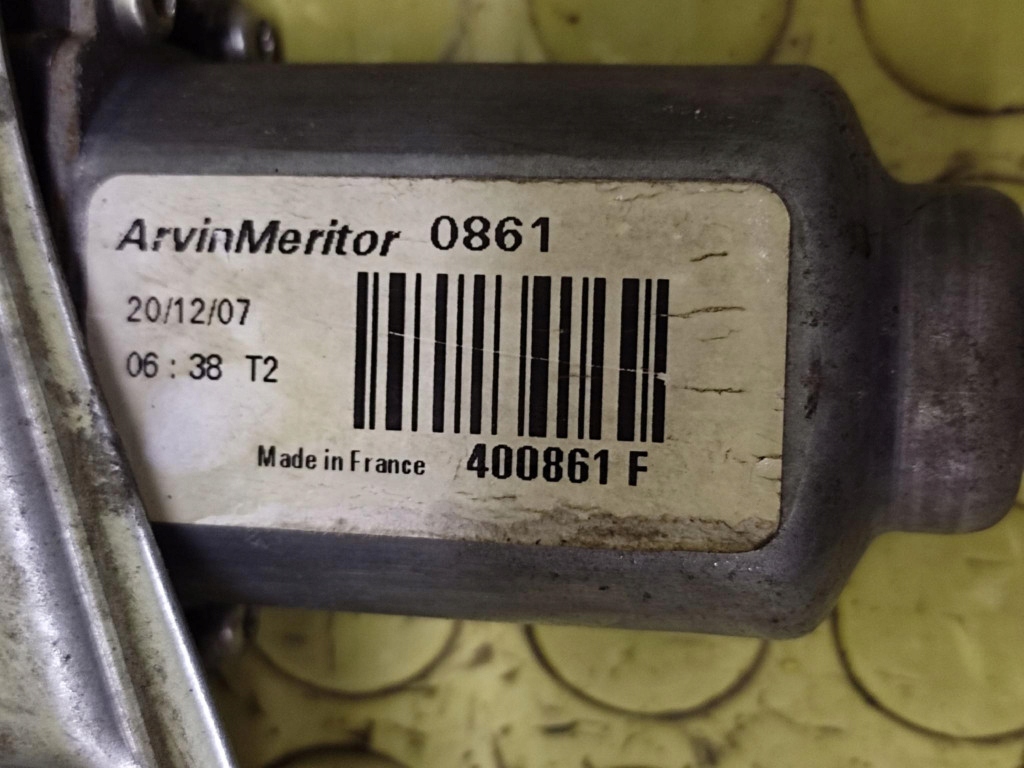 ArvinMeritor 0861
20/12/07
06 : 38 T2
Made in France 400861 F